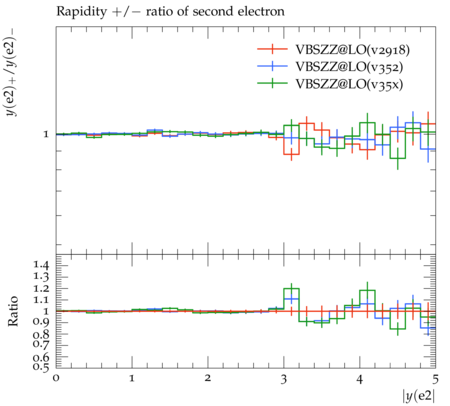 Rapidity +/− ratio of second electron
y(e2)₊/y(e2)₋
VBSZZ@LO(v2918)
VBSZZ@LO(v352)
VBSZZ@LO(v35x)
1
Ratio
1.4
1.3
1.2
1.1
1
0.9
0.8
0.7
0.6
0.5
0 1 2 3 4 5
|y(e2|